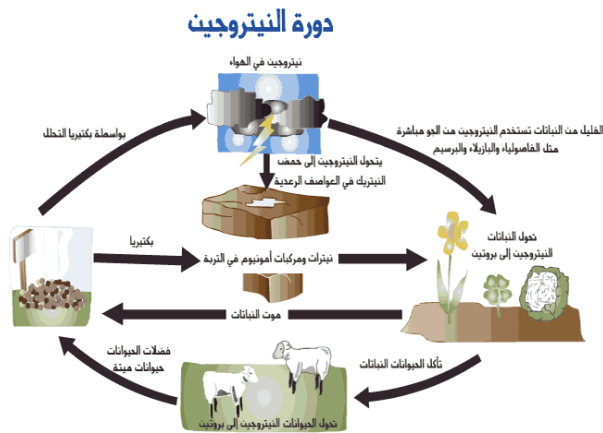 دورة النيتروجين
نيتروجين في الهواء
القليل من النباتات تستخدم النيتروجين من الجو مباشرة
مثل الفاصولياء والبازيلاء والبرسيم
بواسطة بكتيريا التحلل
يتحول النيتروجين إلى حمض
النيتريك في العواصف الرعدية
تحول النباتات
النيتروجين إلى بروتين
بكتيريا
نيترات ومركبات أمونيوم في التربة
موت النباتات
فضلات الحيوانات
حيوانات ميتة
تأكل الحيوانات النباتات
تحول الحيوانات النيتروجين إلى بروتين